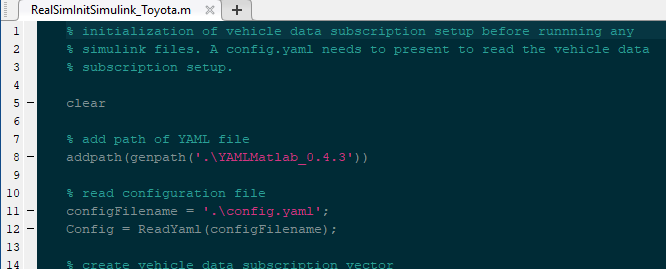 RealSimInitSimulink_Toyota.m × +
1 % initialization of vehicle data subscription setup before runnning any
2 % simulink files. A config.yaml needs to present to read the vehicle data
3 % subscription setup.
4
5 – clear
6
7 % add path of YAML file
8 – addpath(genpath('.\YAMLMatlab_0.4.3'))
9
10 % read configuration file
11 – configFilename = '.\config.yaml';
12 – Config = ReadYaml(configFilename);
13
14 % create vehicle data subscription vector